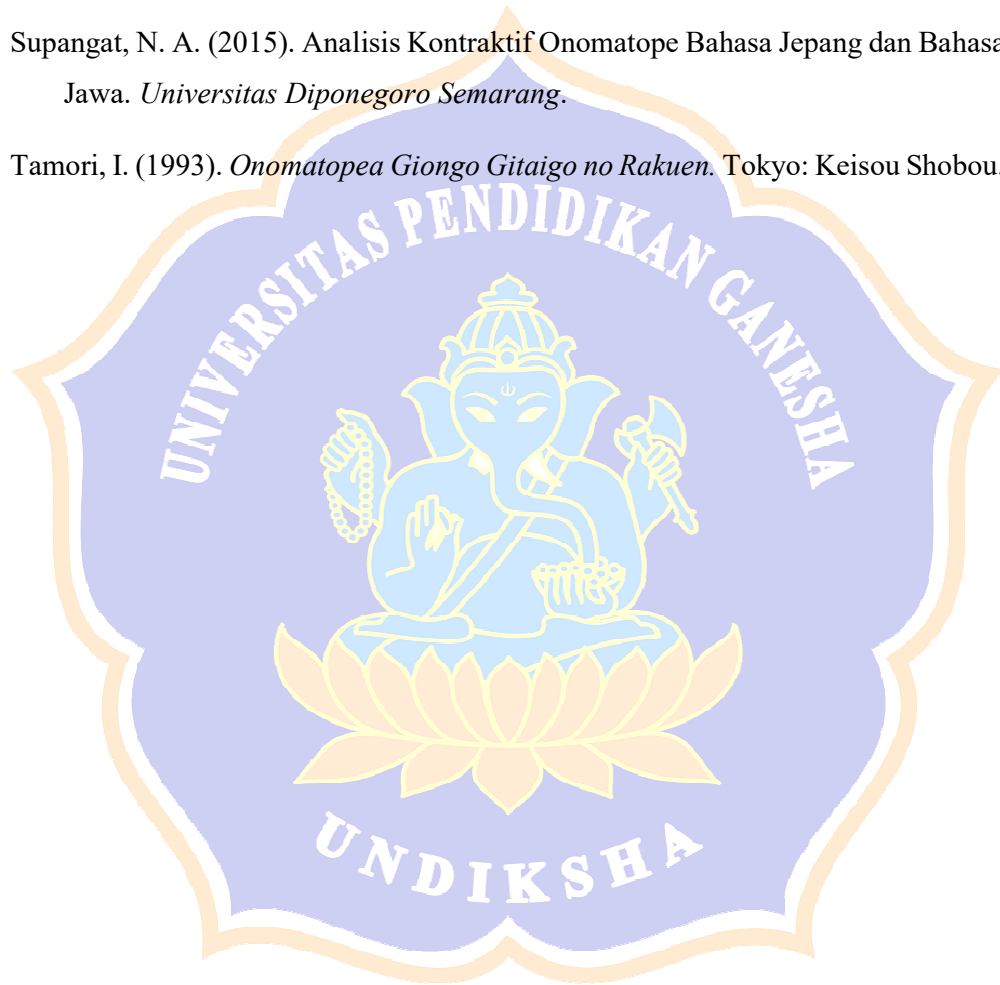 Supangat, N. A. (2015). Analisis Kontraktif Onomatope Bahasa Jepang dan Bahasa
Jawa. Universitas Diponegoro Semarang.
Tamori, I. (1993). Onomatopea Giongo Gitaigo no Rakuen. Tokyo: Keisou Shobou.
UNIVERSITAS PENDIDIKAN GANESHA
UNDIKSHA